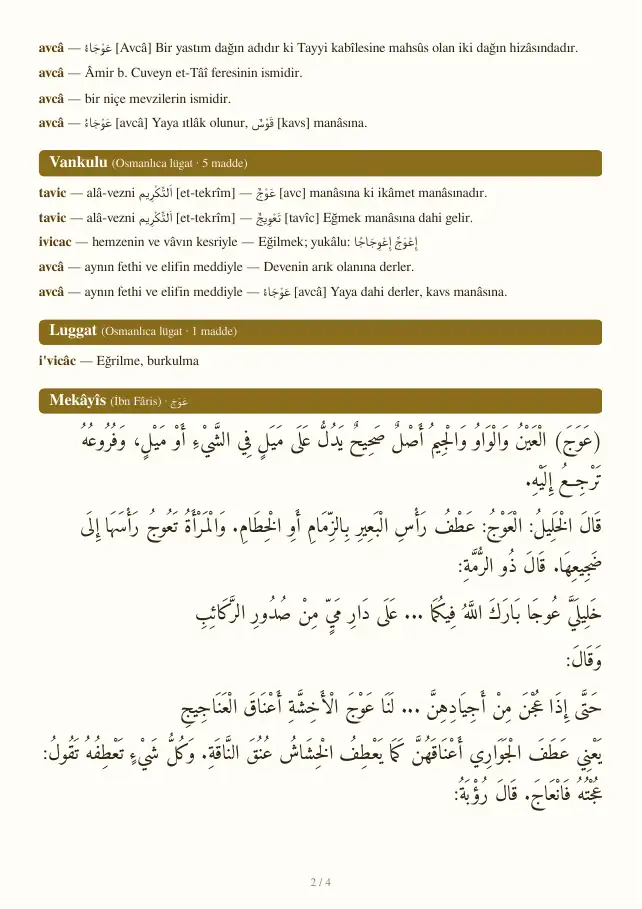 avcâ — عَوْجَاءُ [Avcâ] Bir yastım dağın adıdır ki Tayyi kabîlesine mahsûs olan iki dağın hizâsındadır.
avcâ — Âmir b. Cuveyn et-Tâî feresinin ismidir.
avcâ — bir niçe mevzilerin ismidir.
avcâ — عَوْجَاءُ [avcâ] Yaya ıtlâk olunur, قَوْسٌ [kavs] manâsına.
Vankulu (Osmanlıca lügat · 5 madde)
tavic — alâ-vezni اَلتَّكْرِيم [et-tekrîm] — عَوْجٌ [avc] manâsına ki ikâmet manâsınadır.
tavic — alâ-vezni اَلتَّكْرِيم [et-tekrîm] — تَعْوِيجٌ [tavîc] Eğmek manâsına dahi gelir.
ivicac — hemzenin ve vâvın kesriyle — Eğilmek; yukâlu: إِعْوَجَّ إِعْوِجَاجًا
avcâ — aynın fethi ve elifin meddiyle — Devenin arık olanına derler.
avcâ — aynın fethi ve elifin meddiyle — عَوْجَاءُ [avcâ] Yaya dahi derler, kavs manâsına.
Luggat (Osmanlıca lügat · 1 madde)
i'vicâc — Eğrilme, burkulma
Mekâyîs (İbn Fâris) · عَوَجَ
(عَوَجَ) الْعَيْنُ وَالْوَاوُ وَالْجِيمُ أَصْلٌ صَحِيحٌ يَدُلُّ عَلَى مَيَلٍ فِي الشَّيْءِ أَوْ مَيْلٍ، وَفُرُوعُهُ
تَرْجِعُ إِلَيْهِ.
قَالَ الْخَلِيلُ: الْعَوْجُ: عَطْفُ رَأْسِ الْبَعِيرِ بِالزِّمَامِ أَوِ الْخِطَامِ. وَالْمَرْأَةُ تَعُوجُ رَأْسَهَا إِلَى
ضَجِيعِهَا. قَالَ ذُو الرُّمَّةِ:
خَلِيلَيَّ عُوجَا بَارَكَ اللَّهُ فِيكُمَا ... عَلَى دَارِ مَيٍّ مِنْ صُدُورِ الرَّكَائِبِ
وَقَالَ:
حَتَّى إِذَا عُجْنَ مِنْ أَجِيَادِهِنَّ ... لَنَا عَوْجَ الْأَخِشَّةِ أَعْنَاقَ الْعَنَاجِيجِ
يَعْنِي عَطَفَ الْجَوَارِي أَعْنَاقَهُنَّ كَمَا يَعْطِفُ الْخِشَاشُ عُنُقَ النَّاقَةِ. وَكُلُّ شَيْءٍ تَعْطِفُهُ تَقُولُ:
عُجْتُهُ فَانْعَاجَ. قَالَ رُؤْبَةُ:
2 / 4